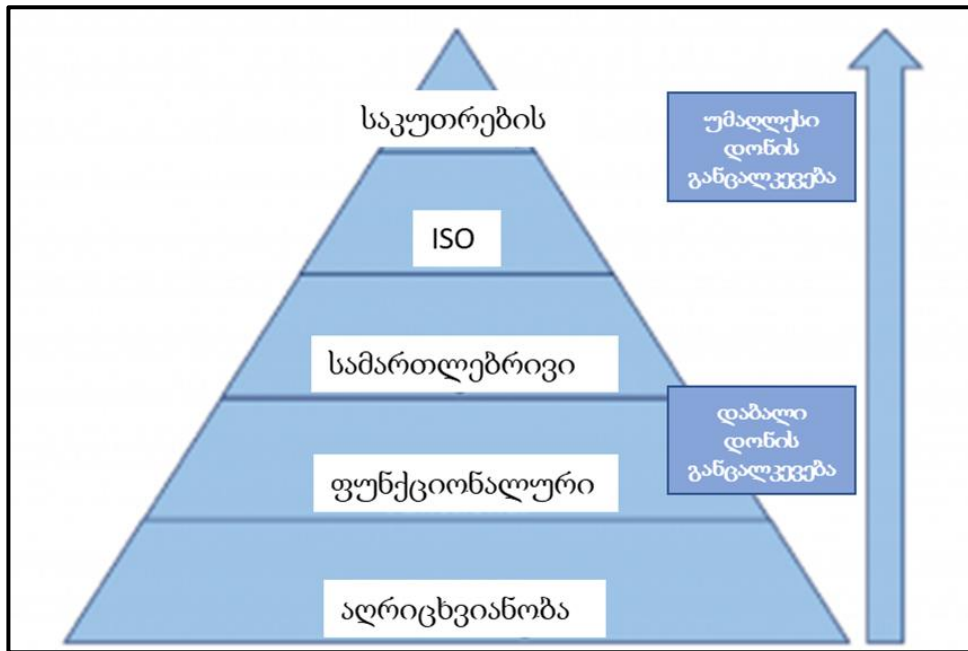 საკუთრების
ISO
სამართლებრივი
ფუნქციონალური
აღრიცხვიანობა
უმაღლესი
დონის
განცალკევება
დაბალი
დონის
განცალკევება